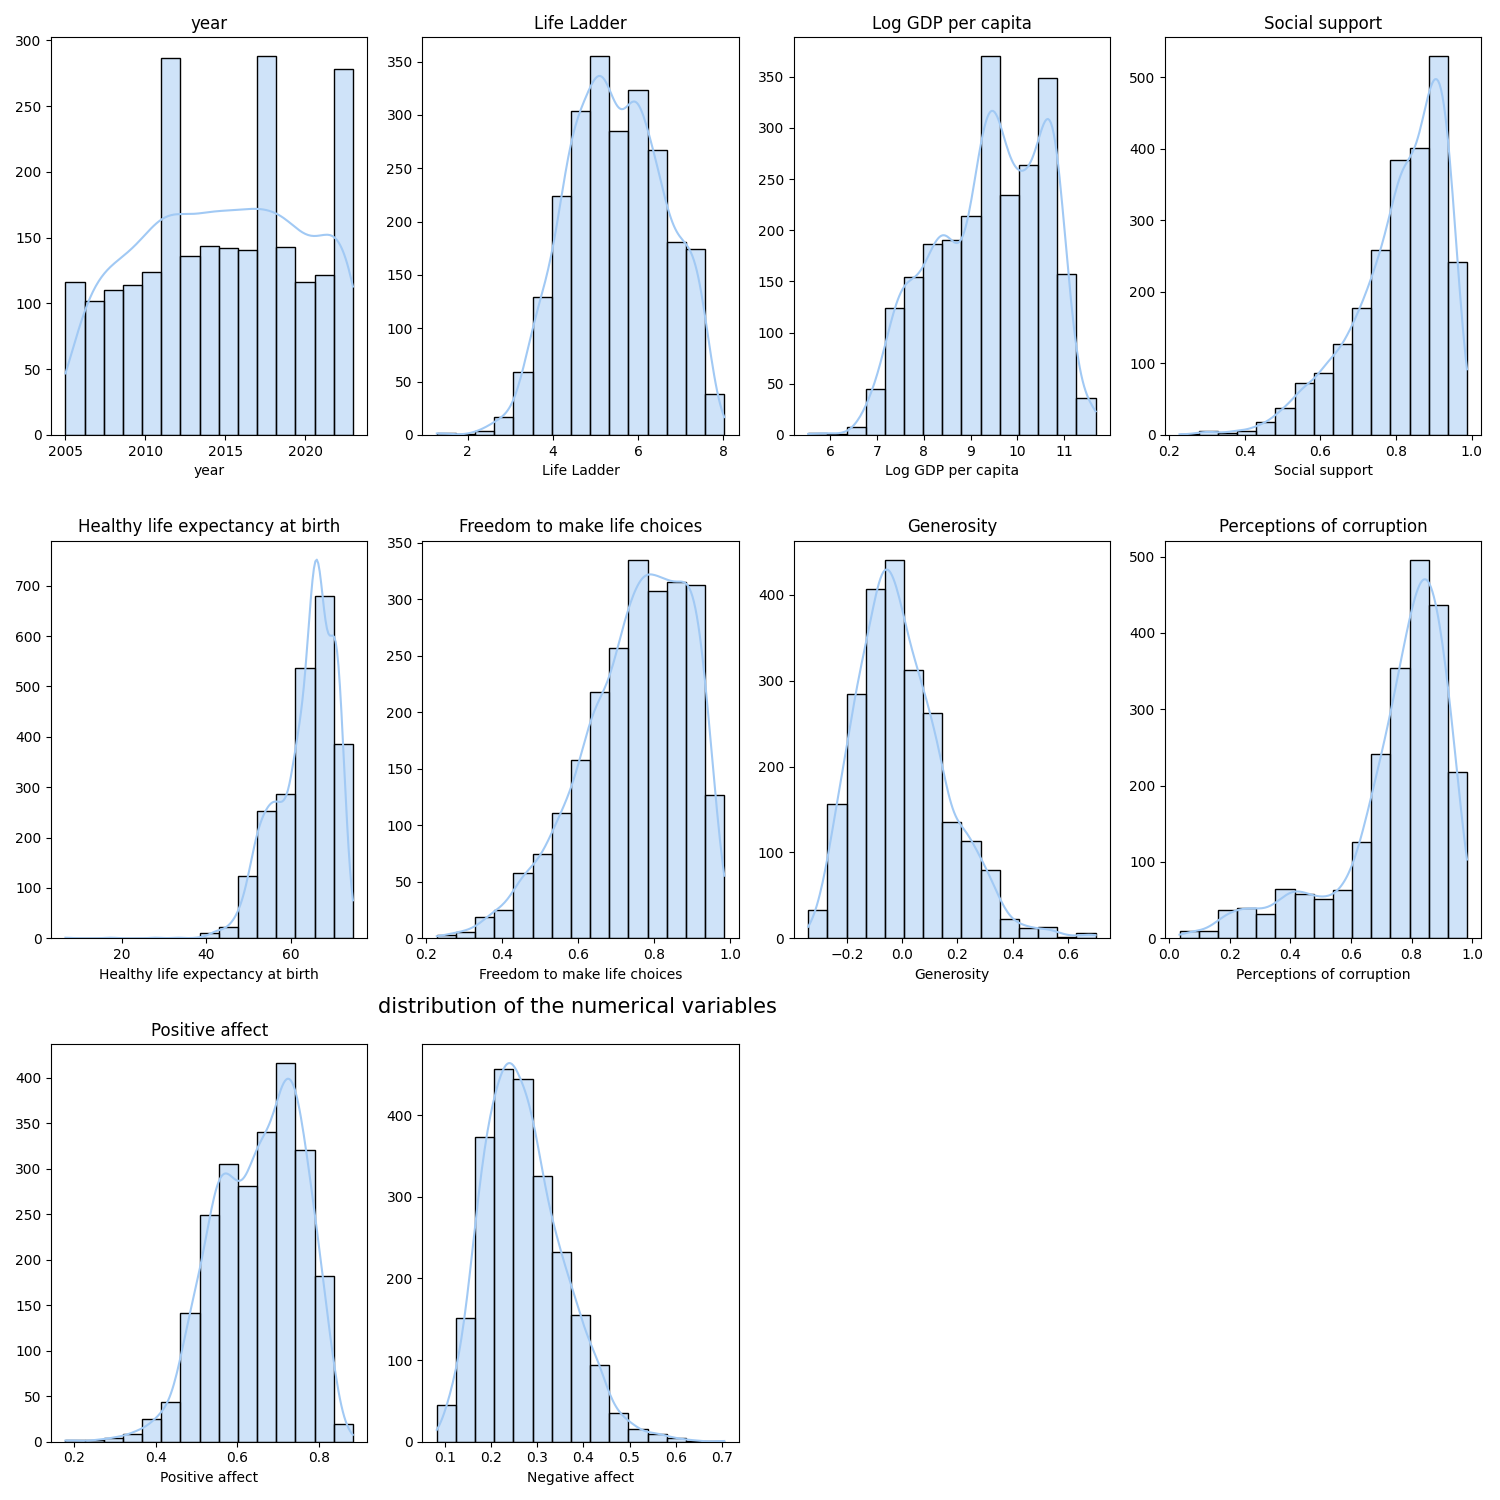 year
300
250
200
150
100
50
0
2005 2010 2015 2020
year
Life Ladder
350
300
250
200
150
100
50
0
2 4 6 8
Life Ladder
Log GDP per capita
350
300
250
200
150
100
50
0
6 7 8 9 10 11
Log GDP per capita
Social support
500
400
300
200
100
0
0.2 0.4 0.6 0.8 1.0
Social support
Healthy life expectancy at birth
700
600
500
400
300
200
100
0
20 40 60
Healthy life expectancy at birth
Freedom to make life choices
350
300
250
200
150
100
50
0
0.2 0.4 0.6 0.8 1.0
Freedom to make life choices
Generosity
400
300
200
100
0
−0.2 0.0 0.2 0.4 0.6
Generosity
Perceptions of corruption
500
400
300
200
100
0
0.0 0.2 0.4 0.6 0.8 1.0
Perceptions of corruption
distribution of the numerical variables
Positive affect
400
350
300
250
200
150
100
50
0
0.2 0.4 0.6 0.8
Positive affect
400
300
200
100
0
0.1 0.2 0.3 0.4 0.5 0.6 0.7
Negative affect